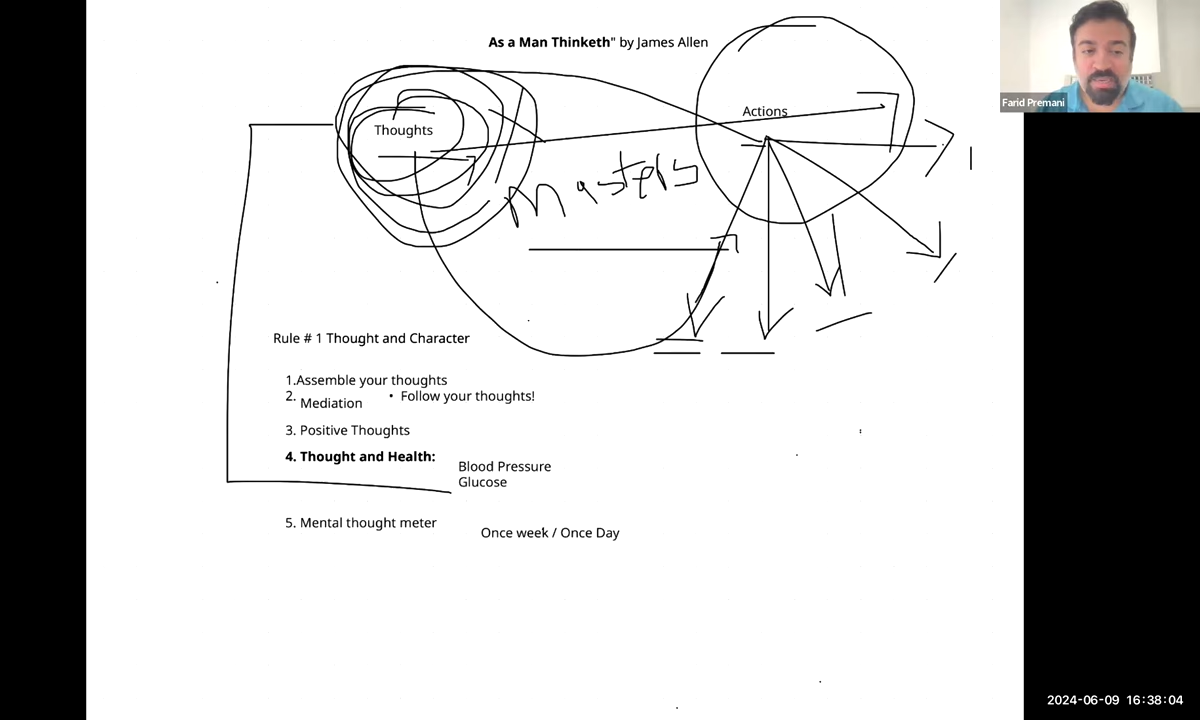 As a Man Thinketh" by James Allen
Farid Premani
Actions
Thoughts
Masters
Rule # 1 Thought and Character
1.Assemble your thoughts
2. Mediation • Follow your thoughts!
3. Positive Thoughts
4. Thought and Health:
Blood Pressure
Glucose
5. Mental thought meter
Once week / Once Day
2024-06-09 16:38:04